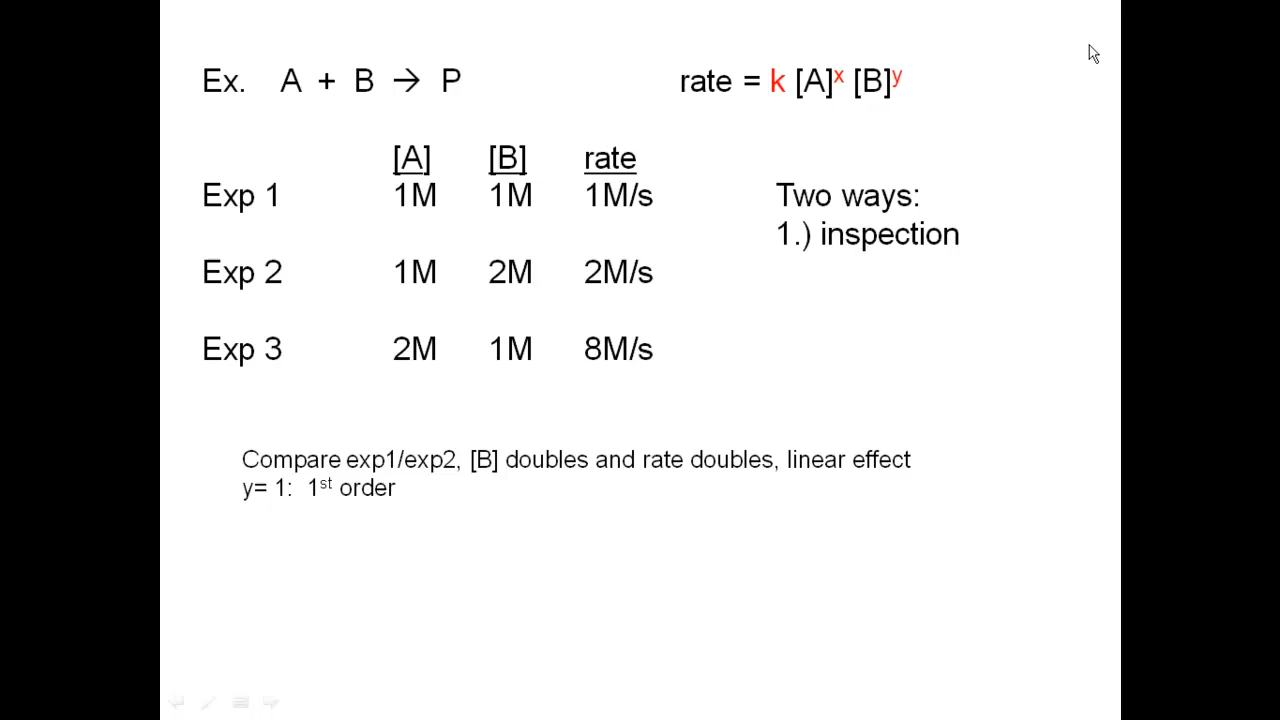 Ex. A + B → P rate = k [A]ˣ [B]ʸ
[A] [B] rate
Exp 1 1M 1M 1M/s Two ways:
1.) inspection
Exp 2 1M 2M 2M/s
Exp 3 2M 1M 8M/s
Compare exp1/exp2, [B] doubles and rate doubles, linear effect
y= 1: 1st order